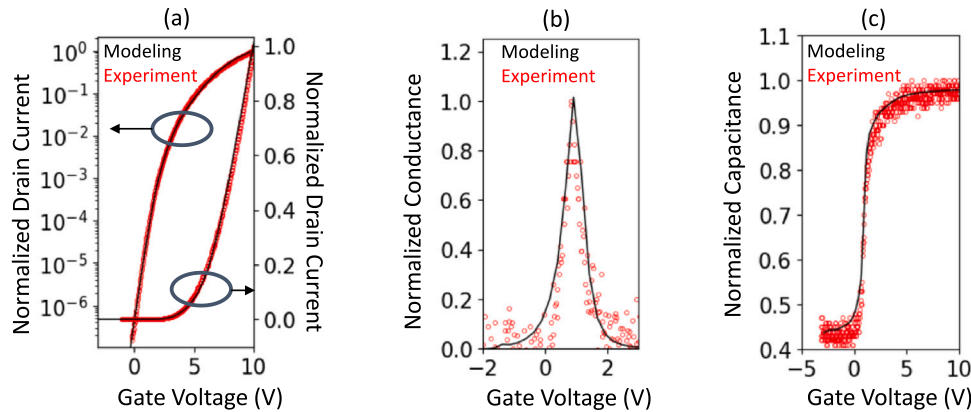 (a)
Modeling
Experiment
Normalized Drain Current
10⁰
10⁻¹
10⁻²
10⁻³
10⁻⁴
10⁻⁵
10⁻⁶
1.0
0.8
0.6
0.4
0.2
0.0
Normalized Drain Current
0
5
10
Gate Voltage (V)
(b)
Modeling
Experiment
Normalized Conductance
1.2
1.0
0.8
0.6
0.4
0.2
0.0
−2
0
2
Gate Voltage (V)
(c)
Modeling
Experiment
Normalized Capacitance
1.1
1.0
0.9
0.8
0.7
0.6
0.5
0.4
−5
0
5
10
Gate Voltage (V)